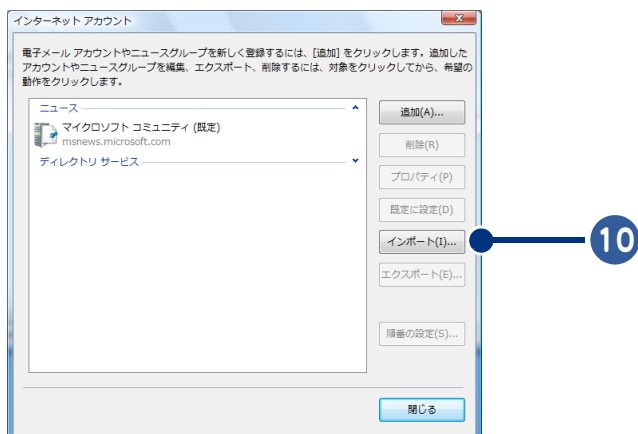 インターネット アカウント
電子メール アカウントやニュースグループを新しく登録するには、[追加] をクリックします。追加した
アカウントやニュースグループを編集、エクスポート、削除するには、対象をクリックしてから、希望の
動作をクリックします。
ニュース
マイクロソフト コミュニティ (既定)
msnews.microsoft.com
ディレクトリ サービス
追加(A)...
削除(R)
プロパティ(P)
既定に設定(D)
インポート(I)...
10
エクスポート(E)...
順番の設定(S)...
閉じる